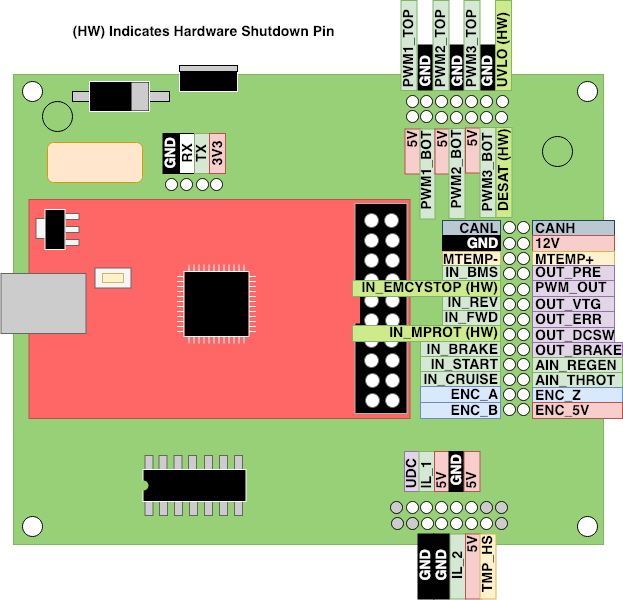 (HW) Indicates Hardware Shutdown Pin
PWM1_TOP
GND
PWM2_TOP
GND
PWM3_TOP
GND
UVLO (HW)
5V
PWM1_BOT
5V
PWM2_BOT
5V
PWM3_BOT
DESAT (HW)
GND
RX
TX
3V3
CANL CANH
GND 12V
MTEMP- MTEMP+
IN_BMS OUT_PRE
IN_EMCYSTOP (HW) PWM_OUT
IN_REV OUT_VTG
IN_FWD OUT_ERR
IN_MPROT (HW) OUT_DCSW
IN_BRAKE OUT_BRAKE
IN_START AIN_REGEN
IN_CRUISE AIN_THROT
ENC_A ENC_Z
ENC_B ENC_5V
UDC
IL_1
5V
GND
5V
GND
GND
IL_2
5V
TMP_HS